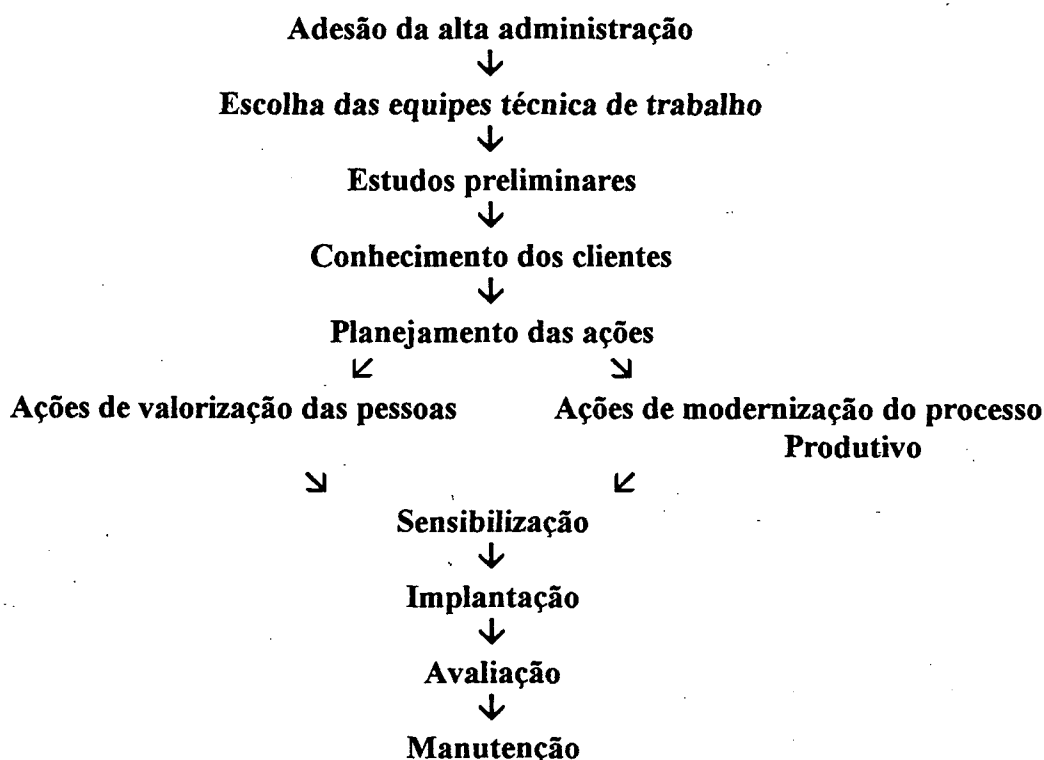 Adesão da alta administração
↓
Escolha das equipes técnica de trabalho
↓
Estudos preliminares
↓
Conhecimento dos clientes
↓
Planejamento das ações
↙ ↘
Ações de valorização das pessoas Ações de modernização do processo
Produtivo
↘ ↙
Sensibilização
↓
Implantação
↓
Avaliação
↓
Manutenção